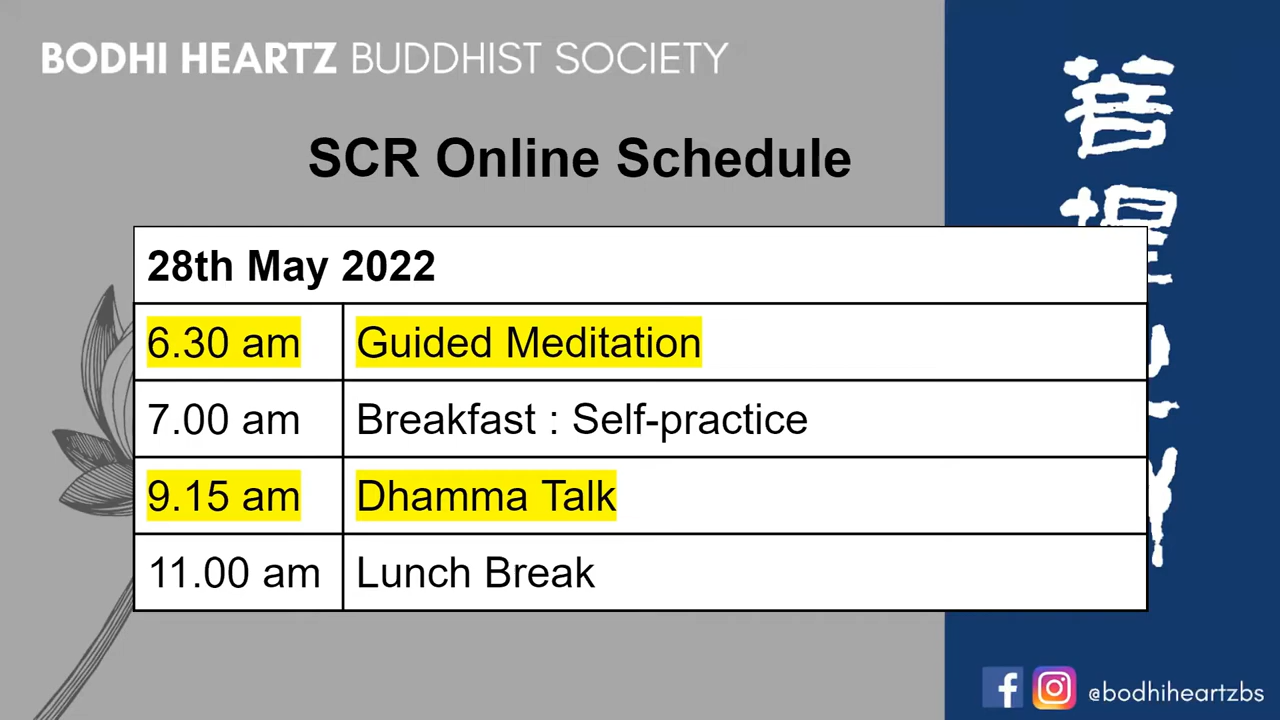 BODHI HEARTZ BUDDHIST SOCIETY
SCR Online Schedule
28th May 2022
6.30 am Guided Meditation
7.00 am Breakfast : Self-practice
9.15 am Dhamma Talk
11.00 am Lunch Break
菩
提
心
@bodhiheartzbs